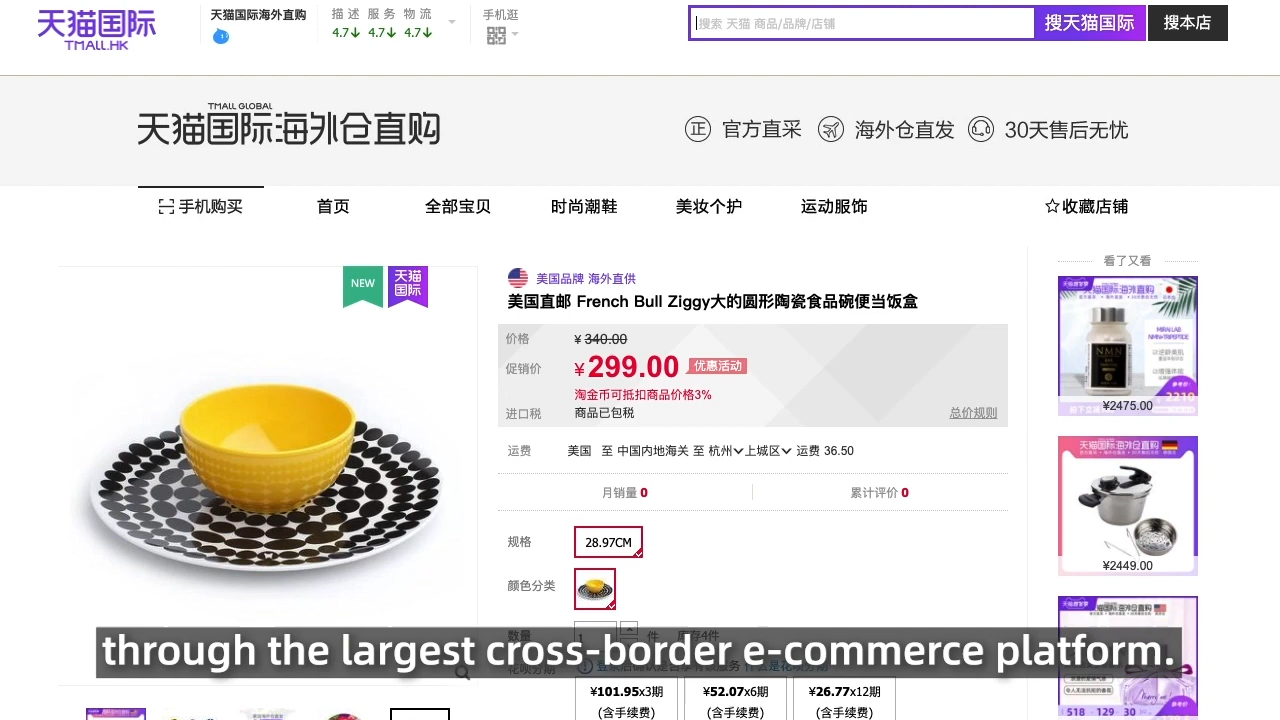 天猫国际
TMALL.HK
天猫国际海外直购
描述 服务 物流
4.7 4.7 4.7
手机逛
搜索 天猫 商品/品牌/店铺
搜天猫国际
搜本店
TMALL GLOBAL
天猫国际海外仓直购
正 官方直采
海外仓直发
30天售后无忧
手机购买
首页
全部宝贝
时尚潮鞋
美妆个护
运动服饰
收藏店铺
NEW
天猫
国际
美国品牌 海外直供
美国直邮 French Bull Ziggy大的圆形陶瓷食品碗便当饭盒
价格
¥ 340.00
促销价
¥299.00
优惠活动
淘金币可抵扣商品价格3%
进口税
商品已包税
总价规则
运费
美国 至 中国内地海关 至 杭州 上城区 运费 36.50
月销量 0
累计评价 0
规格
28.97CM
颜色分类
数量
1
件
库存4件
through the largest cross-border e-commerce platform.
¥101.95x3期
(含手续费)
¥52.07x6期
(含手续费)
¥26.77x12期
(含手续费)
看了又看
NMN
¥2475.00
¥2449.00
518 129 30